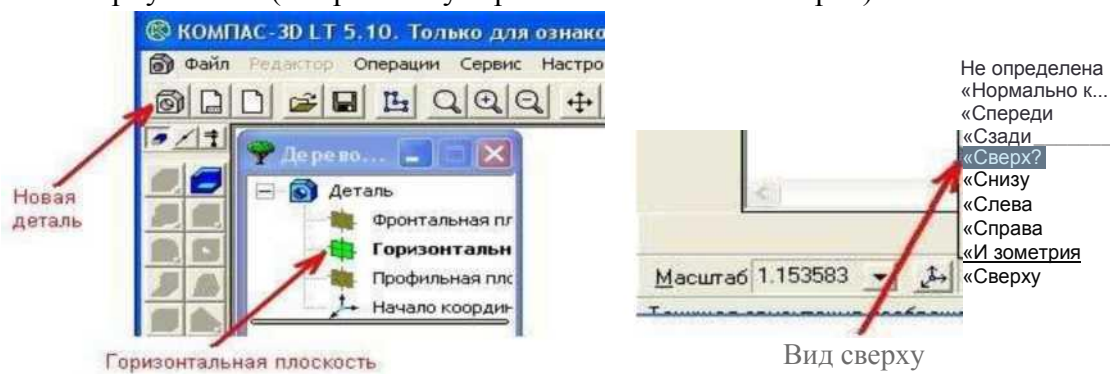 КОМПАС-3D LT 5.10. Только для ознако
Файл Редактор Операции Сервис Настро
Дерево...
Деталь
Фронтальная пл
Горизонтальн
Профильная плс
Начало коорди
Новая
деталь
Горизонтальная плоскость
Не определена
«Нормально к...
«Спереди
«Сзади
«Сверх?
«Снизу
«Слева
«Справа
«И зометрия
«Сверху
Масштаб 1.153583
Вид сверху